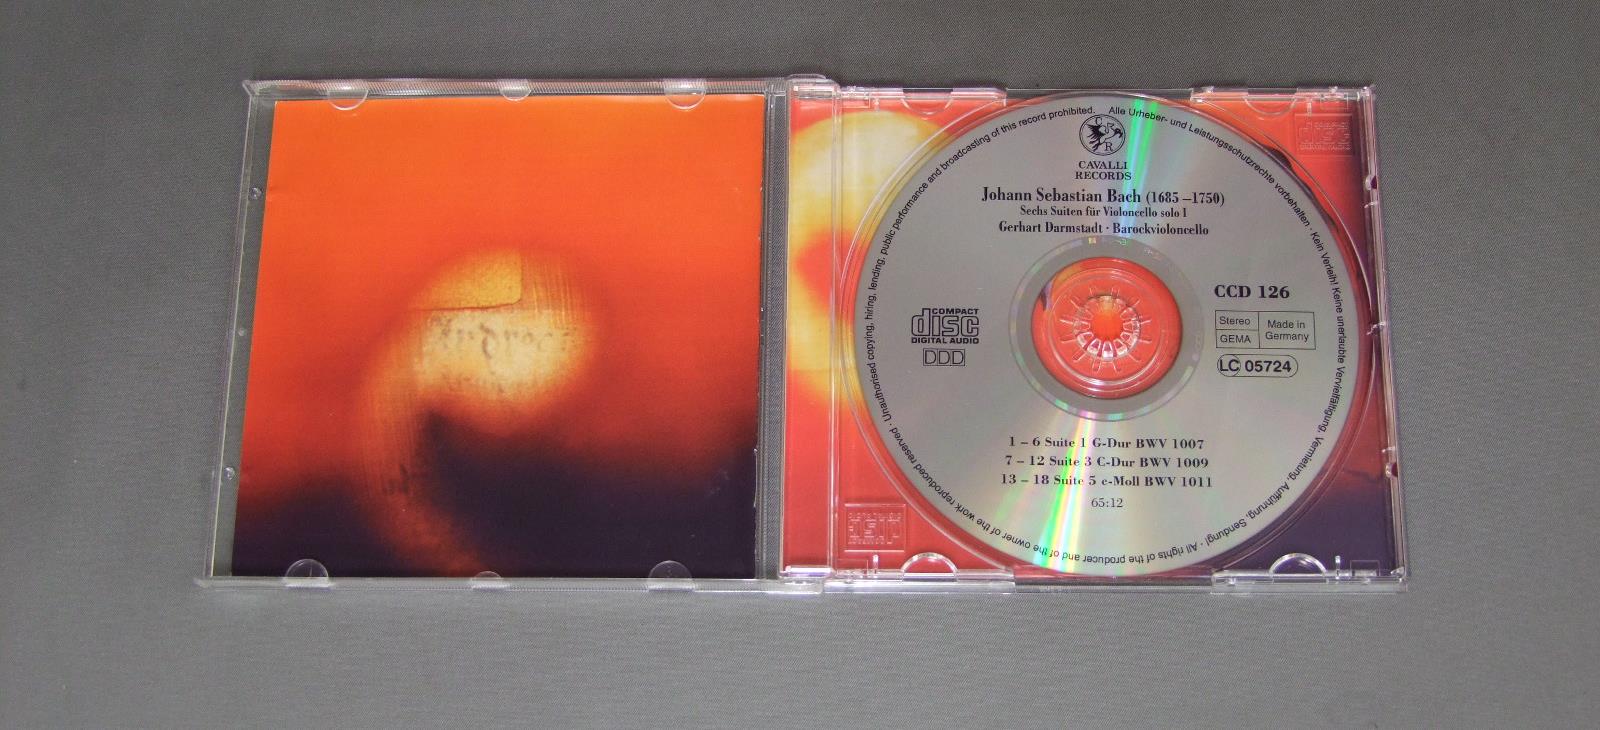 Alle Urheber- und Leistungsschutzrechte vorbehalten · Kein Verleih! Keine unerlaubte Vervielfältigung, Vermietung, Aufführung, Sendung! · All rights of the producer and of the owner of the work reproduced reserved · Unauthorised copying, hiring, lending, public performance and broadcasting of this record prohibited.
C R
CAVALLI
RECORDS
Johann Sebastian Bach (1685 – 1750)
Sechs Suiten für Violoncello solo I
Gerhart Darmstadt · Barockvioloncello
CCD 126
COMPACT
disc
DIGITAL AUDIO
DDD
Stereo
GEMA
Made in
Germany
LC 05724
1 – 6 Suite 1 G-Dur BWV 1007
7 – 12 Suite 3 C-Dur BWV 1009
13 – 18 Suite 5 c-Moll BWV 1011
65:12